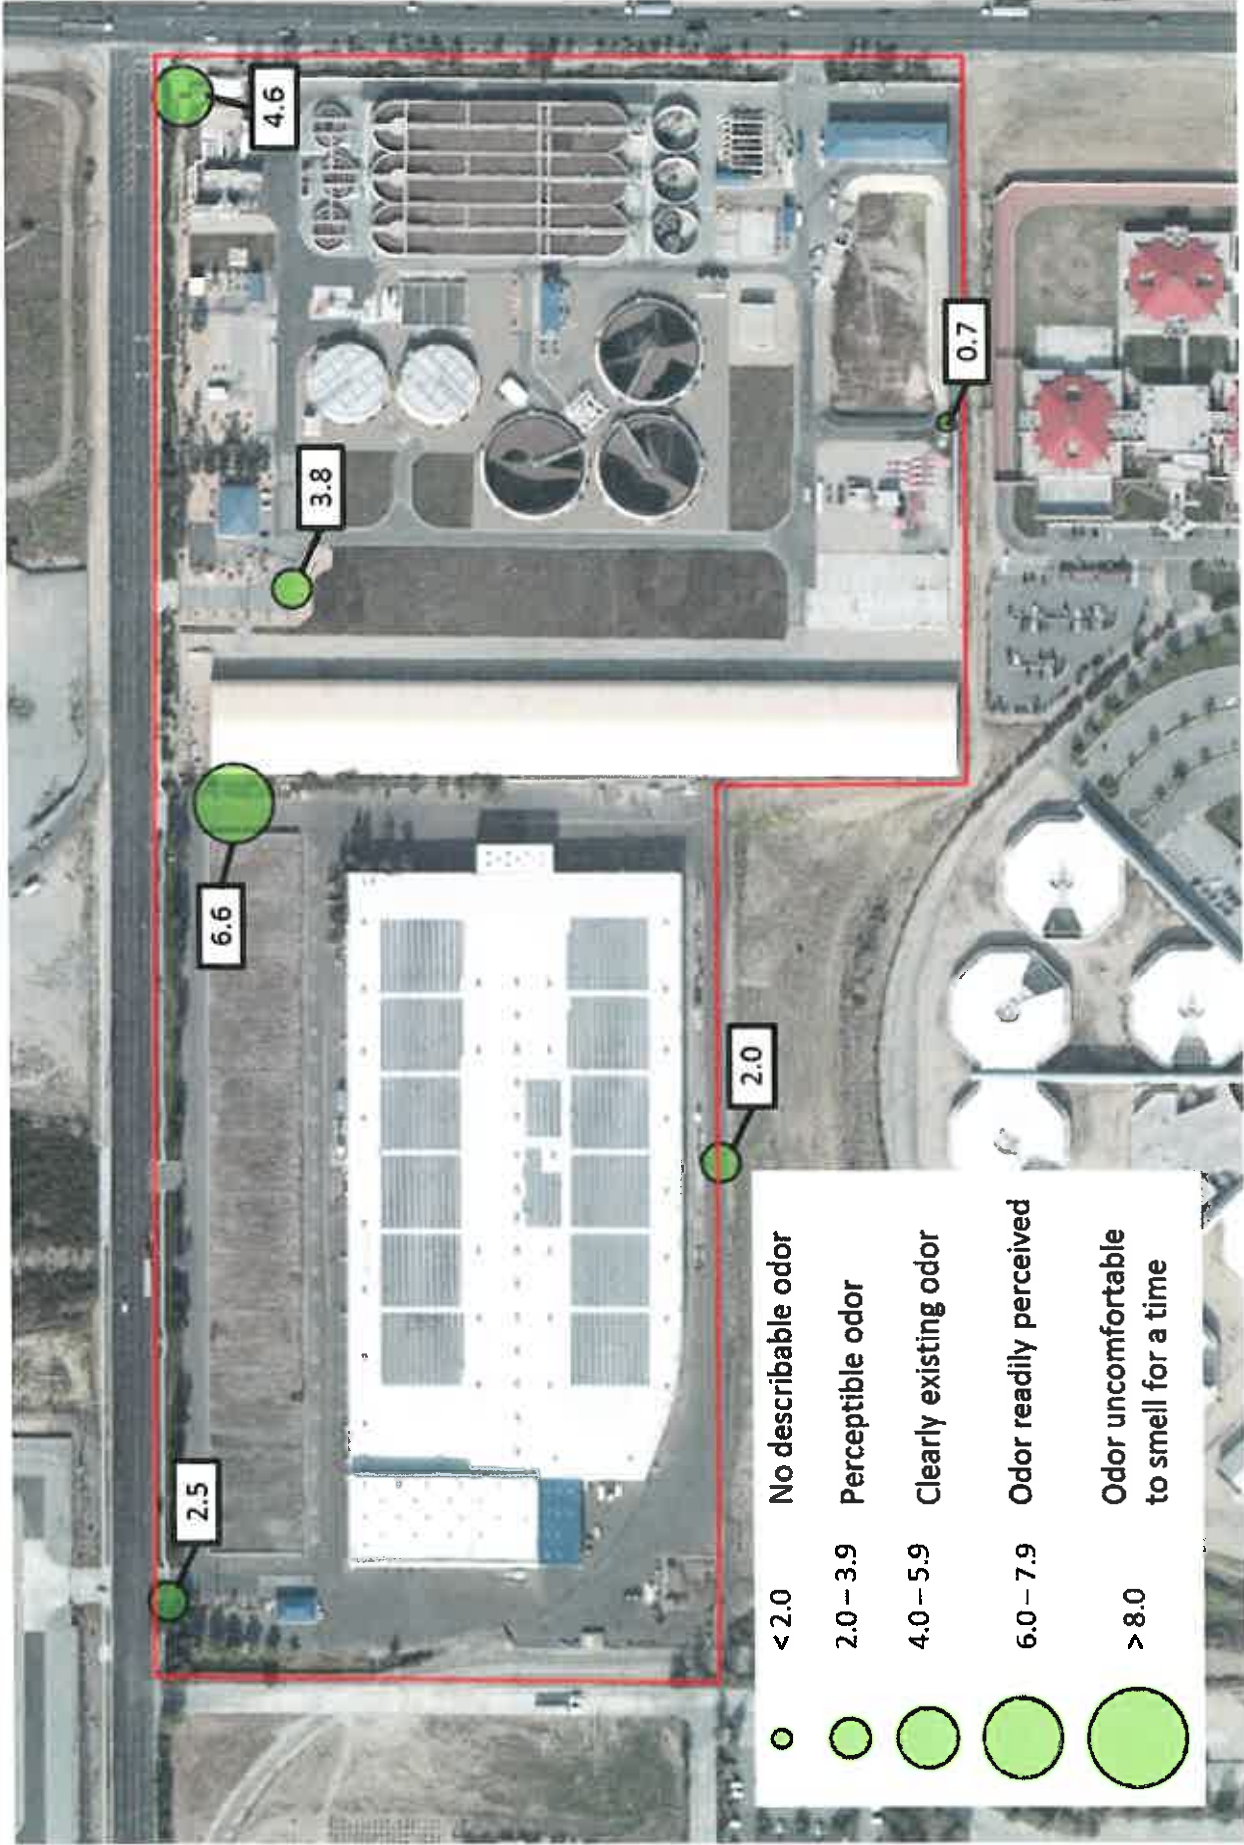 4.6
3.8
0.7
6.6
2.0
2.5
< 2.0 No describable odor
2.0 – 3.9 Perceptible odor
4.0 – 5.9 Clearly existing odor
6.0 – 7.9 Odor readily perceived
> 8.0 Odor uncomfortable
to smell for a time